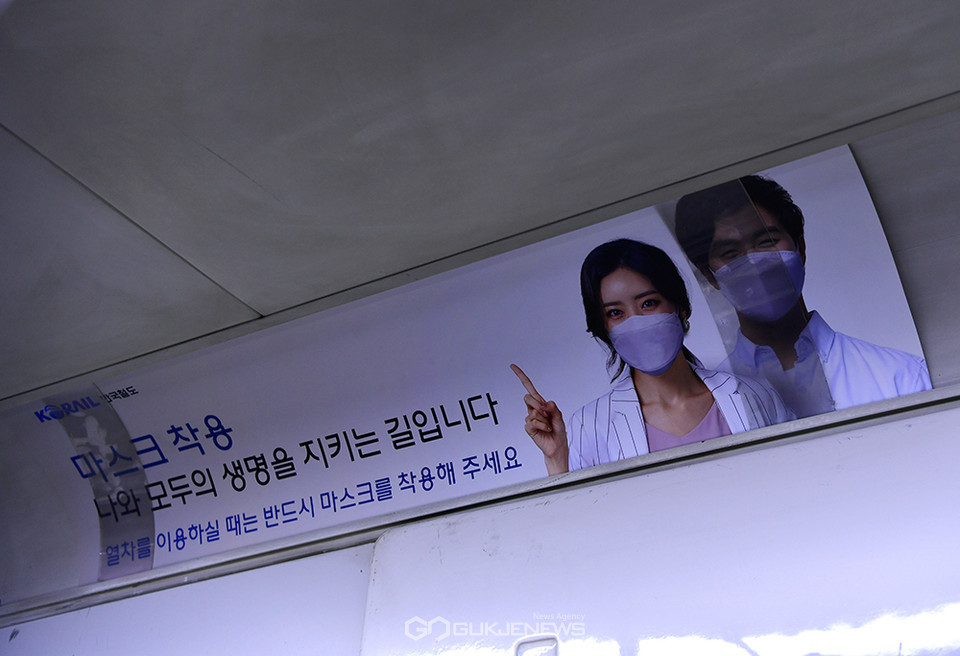 KORAIL 한국철도
마스크 착용
나와 모두의 생명을 지키는 길입니다
열차를 이용하실 때는 반드시 마스크를 착용해 주세요
News Agency
GUKJENEWS